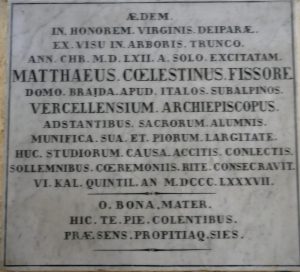 ÆDEM.
IN. HONOREM. VIRGINIS. DEIPARÆ.
EX. VISU IN. ARBORIS. TRUNCO.
ANN. CHR. M.D.LXII. A. SOLO. EXCITATAM.
MATTHAEUS. CŒLESTINUS. FISSORE.
DOMO. BRAIDA. APUD. ITALOS. SUBALPINOS.
VERCELLENSIUM. ARCHIEPISCOPUS.
ADSTANTIBUS. SACRORUM. ALUMNIS.
MUNIFICA. SUA. ET. PIORUM. LARGITATE.
HUC. STUDIORUM. CAUSA. ACCITIS. CONLECTIS.
SOLLEMNIBUS. CŒREMONIIS. RITE. CONSECRAVIT.
VI. KAL. QUINTIL. AN M.DCCC.LXXXVII.
O. BONA. MATER.
HIC. TE. PIE. COLENTIBUS.
PRÆSENS. PROPITIAQ. SIES.